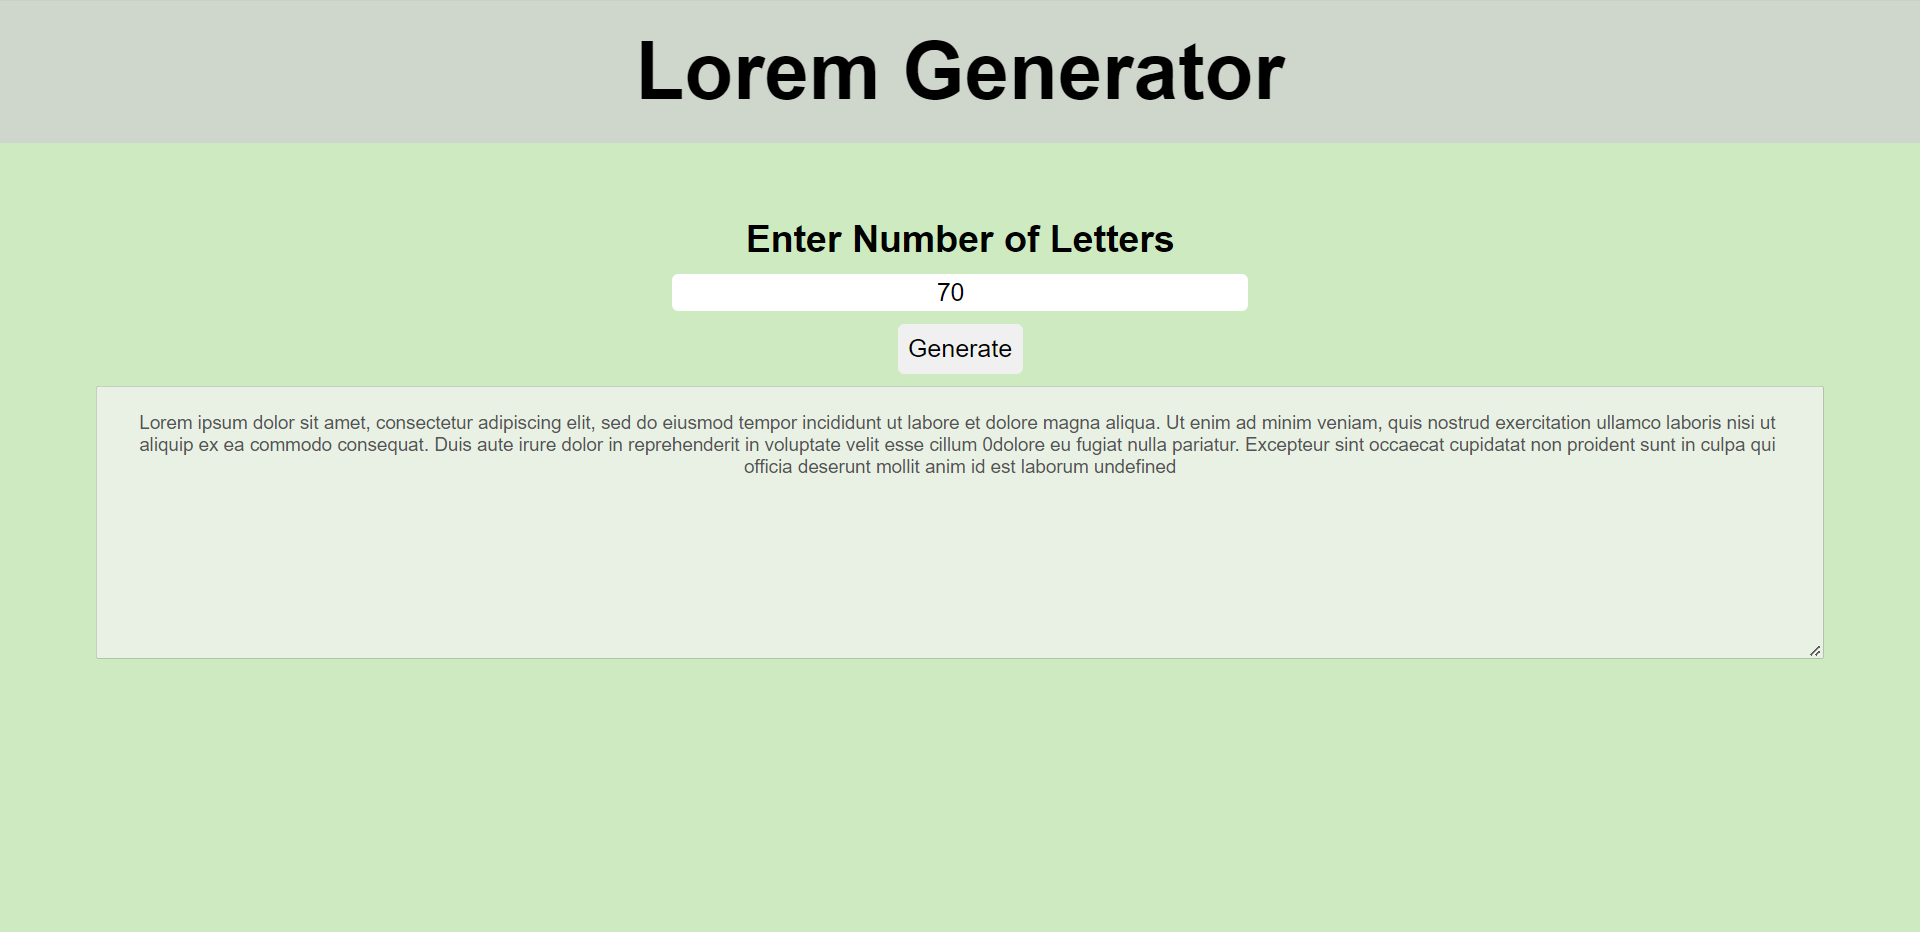 Lorem Generator
Enter Number of Letters
70
Generate
Lorem ipsum dolor sit amet, consectetur adipiscing elit, sed do eiusmod tempor incididunt ut labore et dolore magna aliqua. Ut enim ad minim veniam, quis nostrud exercitation ullamco laboris nisi ut
aliquip ex ea commodo consequat. Duis aute irure dolor in reprehenderit in voluptate velit esse cillum 0dolore eu fugiat nulla pariatur. Excepteur sint occaecat cupidatat non proident sunt in culpa qui
officia deserunt mollit anim id est laborum undefined